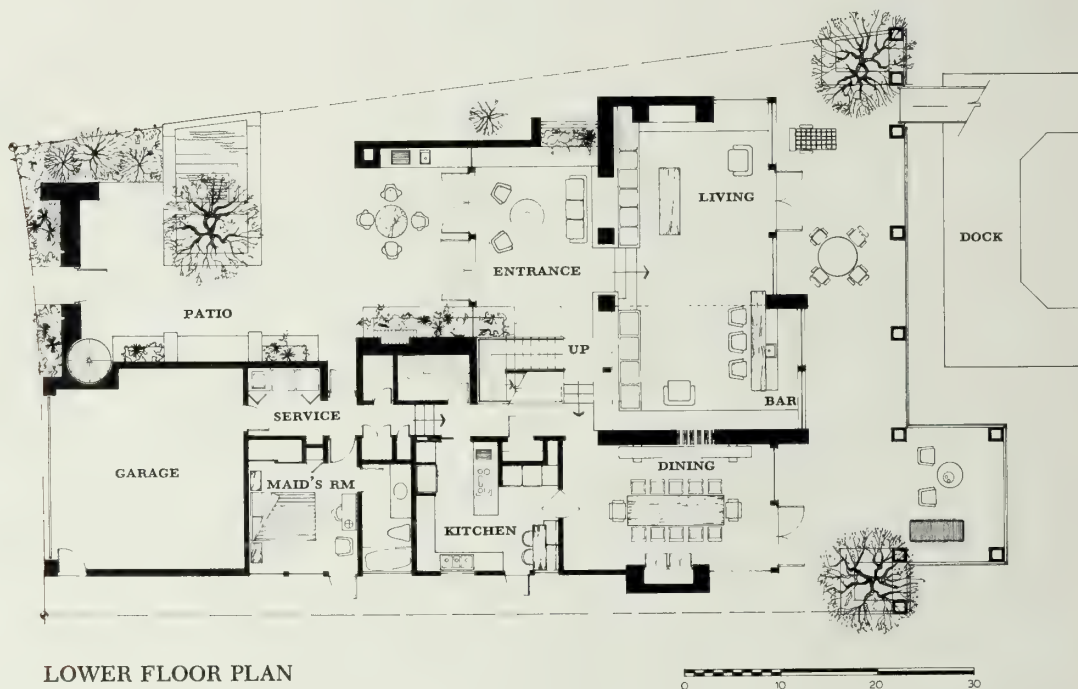 LIVING
DOCK
ENTRANCE
PATIO
UP
BAR
SERVICE
DINING
GARAGE
MAID'S RM
KITCHEN
LOWER FLOOR PLAN
0 10 20 30